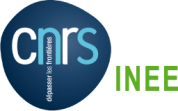 cnrs
dépasser les frontières
INEE